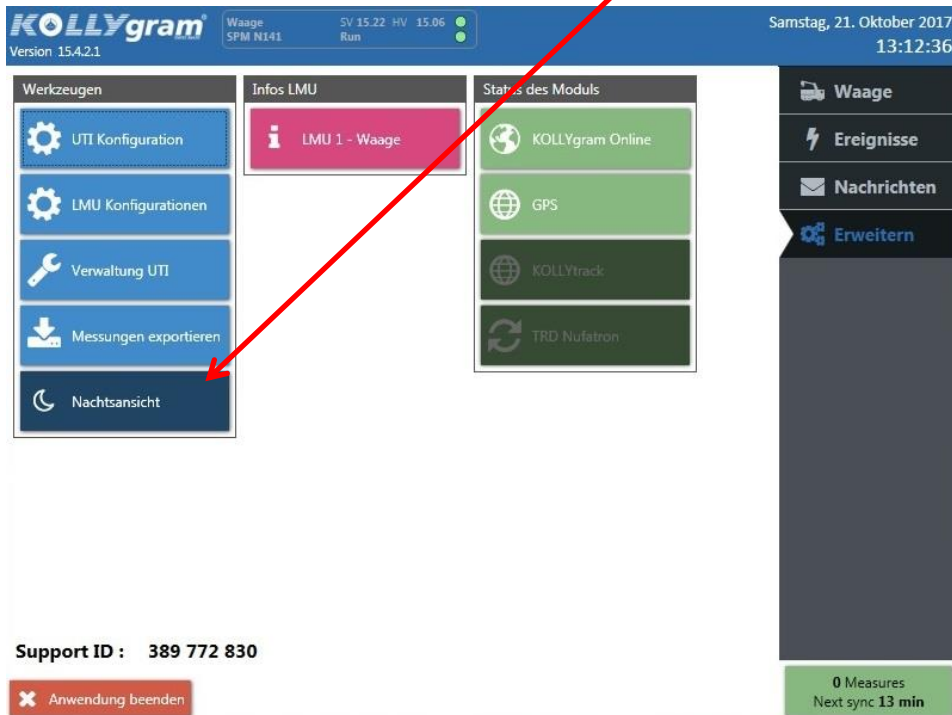 KOLLYgram
Version 15.4.2.1
Waage SV 15.22 HV 15.06
SPM N141 Run
Samstag, 21. Oktober 2017
13:12:36
Werkzeugen
UTI Konfiguration
LMU Konfigurationen
Verwaltung UTI
Messungen exportieren
Nachtsansicht
Infos LMU
LMU 1 - Waage
Status des Moduls
KOLLYgram Online
GPS
KOLLYtrack
TRD Nufatron
Waage
Ereignisse
Nachrichten
Erweitern
Support ID : 389 772 830
Anwendung beenden
0 Measures
Next sync 13 min